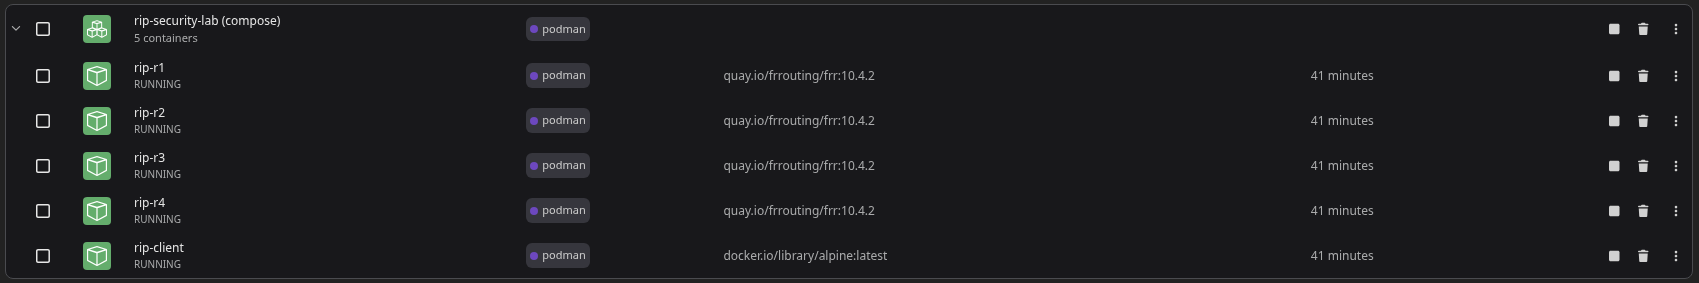 rip-security-lab (compose)
5 containers
podman
rip-r1
RUNNING
podman
quay.io/frrouting/frr:10.4.2
41 minutes
rip-r2
RUNNING
podman
quay.io/frrouting/frr:10.4.2
41 minutes
rip-r3
RUNNING
podman
quay.io/frrouting/frr:10.4.2
41 minutes
rip-r4
RUNNING
podman
quay.io/frrouting/frr:10.4.2
41 minutes
rip-client
RUNNING
podman
docker.io/library/alpine:latest
41 minutes